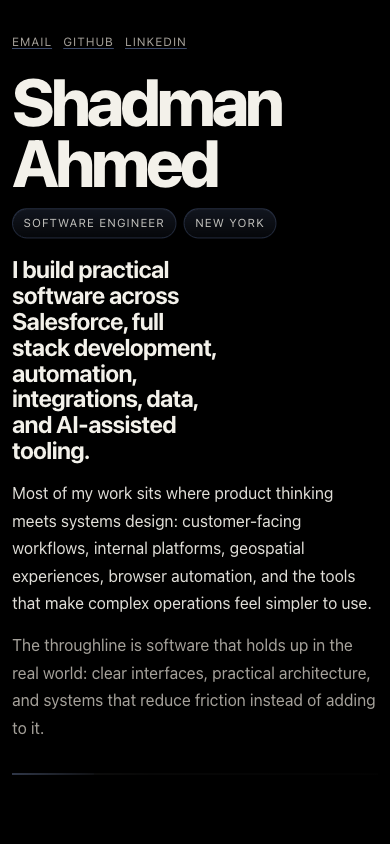 EMAIL GITHUB LINKEDIN
Shadman
Ahmed
SOFTWARE ENGINEER NEW YORK
I build practical
software across
Salesforce, full
stack development,
automation,
integrations, data,
and AI-assisted
tooling.
Most of my work sits where product thinking
meets systems design: customer-facing
workflows, internal platforms, geospatial
experiences, browser automation, and the tools
that make complex operations feel simpler to use.
The throughline is software that holds up in the
real world: clear interfaces, practical architecture,
and systems that reduce friction instead of adding
to it.